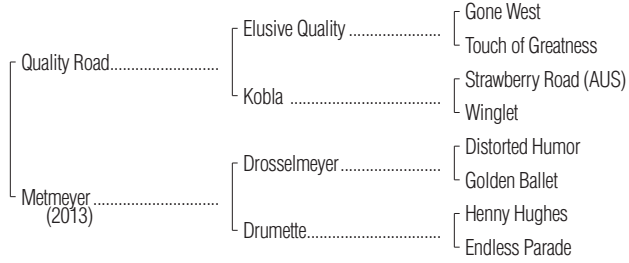 Gone West
Elusive Quality
Touch of Greatness
Quality Road
Strawberry Road (AUS)
Kobla
Winglet
Distorted Humor
Drosselmeyer
Golden Ballet
Metmeyer
(2013)
Henny Hughes
Drumette
Endless Parade